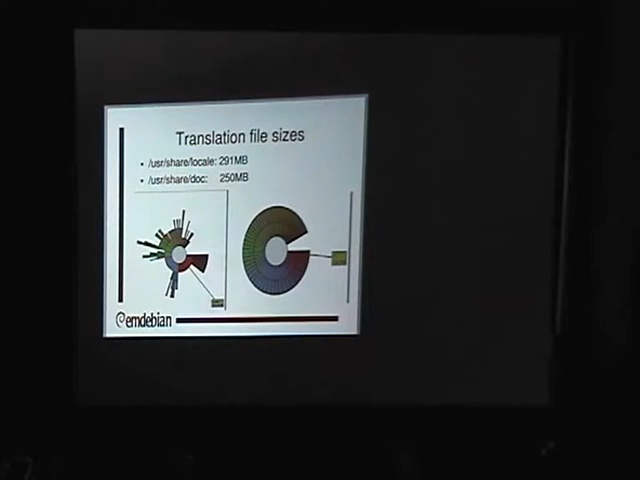 Translation file sizes
• /usr/share/locale: 291MB
• /usr/share/doc: 250MB
emdebian